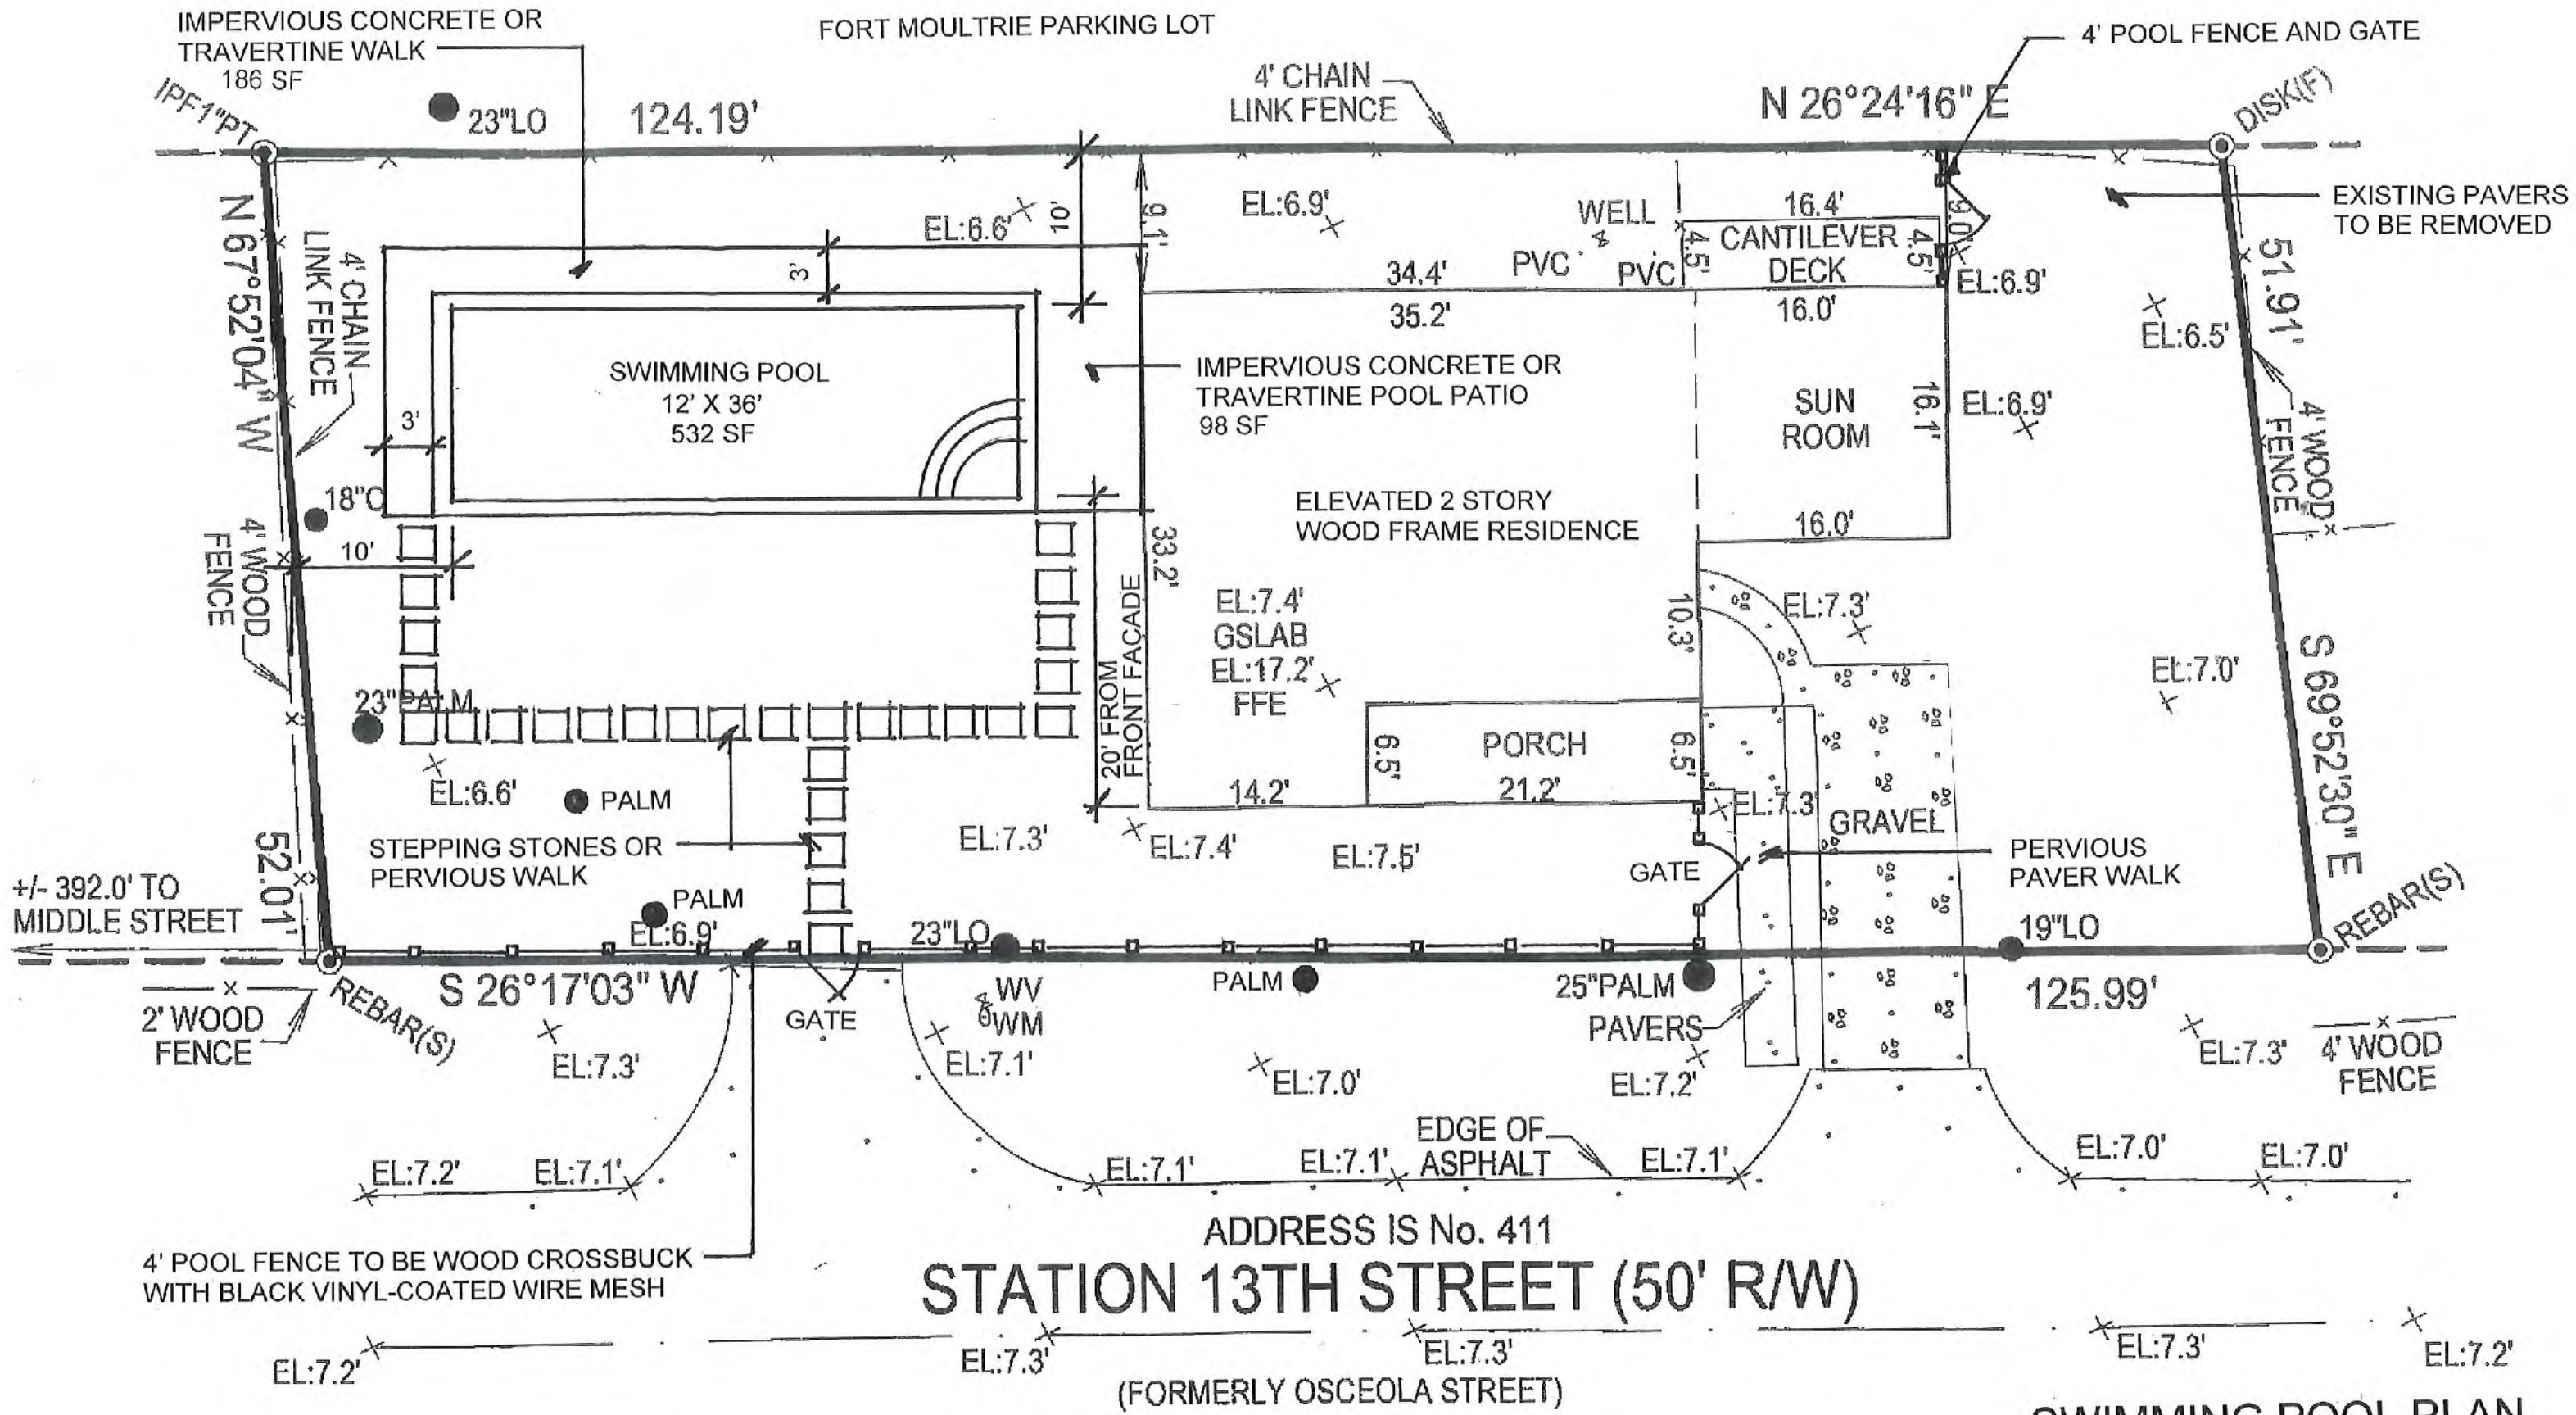 IMPERVIOUS CONCRETE OR
TRAVERTINE WALK
186 SF
FORT MOULTRIE PARKING LOT
4' POOL FENCE AND GATE
4' CHAIN
LINK FENCE
IPF1"PT
23"LO
124.19'
N 26°24'16" E
DISK(F)
EXISTING PAVERS
TO BE REMOVED
N 67°52'04" W
4' CHAIN
LINK FENCE
EL:6.6'
10'
9.1'
EL:6.9'
WELL
PVC
PVC
16.4'
4.5'
CANTILEVER
DECK
4.5'
9.0'
EL:6.9'
51.91'
3'
34.4'
35.2'
16.0'
EL:6.5'
SWIMMING POOL
12' X 36'
532 SF
3'
IMPERVIOUS CONCRETE OR
TRAVERTINE POOL PATIO
98 SF
SUN
ROOM
16.1'
EL:6.9'
4' WOOD
FENCE
18"O
10'
4' WOOD
FENCE
33.2'
ELEVATED 2 STORY
WOOD FRAME RESIDENCE
16.0'
20' FROM
FRONT FACADE
EL:7.4'
GSLAB
EL:17.2'
FFE
10.3'
EL:7.3'
EL:7.0'
S 69°52'30" E
23"PALM
EL:6.6'
PALM
6.5'
PORCH
6.5'
14.2'
21.2'
EL:7.3'
GRAVEL
STEPPING STONES OR
PERVIOUS WALK
EL:7.3'
EL:7.4'
EL:7.5'
GATE
PERVIOUS
PAVER WALK
52.01'
+/- 392.0' TO
MIDDLE STREET
PALM
EL:6.9'
23"LO
19"LO
REBAR(S)
REBAR(S)
S 26°17'03" W
2' WOOD
FENCE
GATE
WV
WM
PALM
25"PALM
PAVERS
125.99'
EL:7.3'
EL:7.1'
EL:7.0'
EL:7.2'
EL:7.3'
4' WOOD
FENCE
EL:7.2'
EL:7.1'
EL:7.1'
EL:7.1'
EDGE OF
ASPHALT
EL:7.1'
EL:7.0'
EL:7.0'
4' POOL FENCE TO BE WOOD CROSSBUCK
WITH BLACK VINYL-COATED WIRE MESH
ADDRESS IS No. 411
STATION 13TH STREET (50' R/W)
EL:7.2'
EL:7.3'
EL:7.3'
EL:7.3'
EL:7.2'
(FORMERLY OSCEOLA STREET)
SWIMMING POOL PLAN